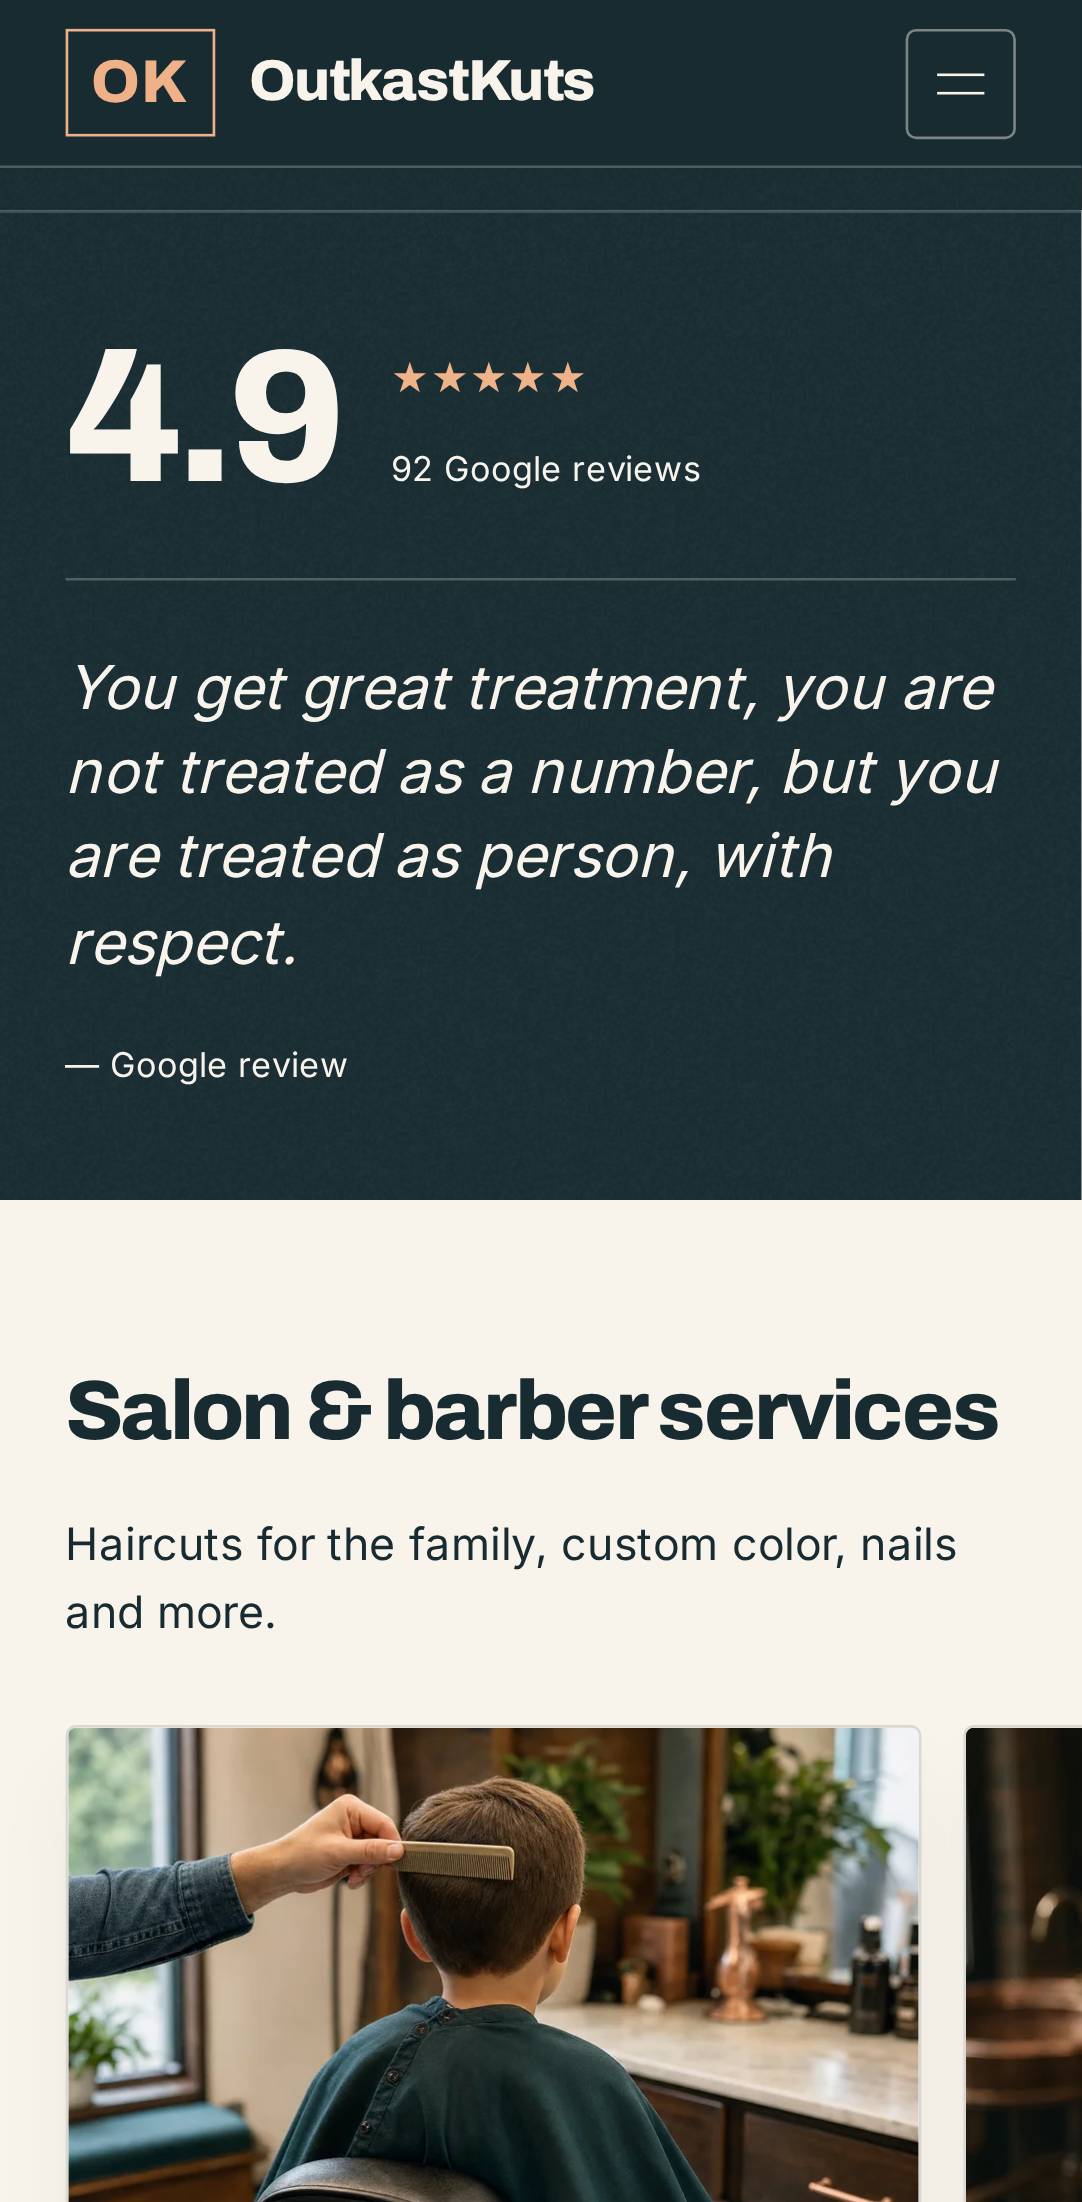 OK OutkastKuts
4.9
★★★★★
92 Google reviews
You get great treatment, you are
not treated as a number, but you
are treated as person, with
respect.
— Google review
Salon & barber services
Haircuts for the family, custom color, nails
and more.